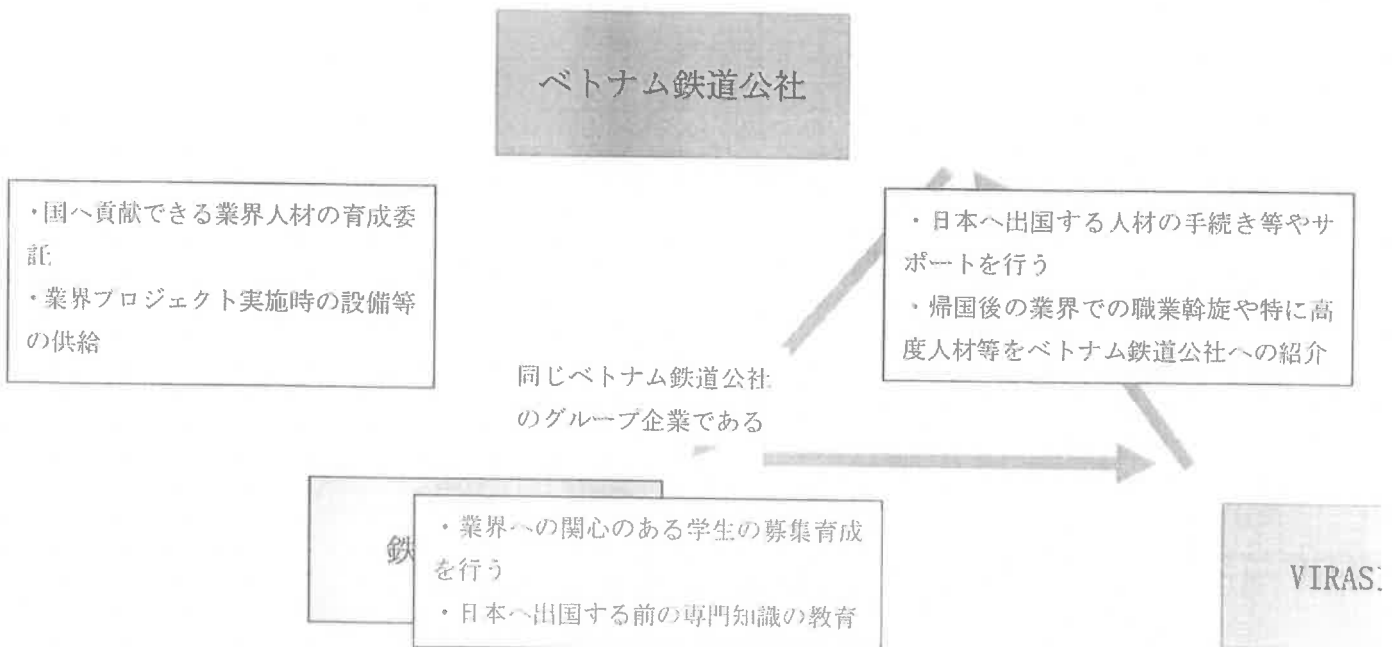 ベトナム鉄道公社
・国へ貢献できる業界人材の育成委
託
・業界プロジェクト実施時の設備等
の供給
・日本へ出国する人材の手続き等やサ
ポートを行う
・帰国後の業界での職業斡旋や特に高
度人材等をベトナム鉄道公社への紹介
同じベトナム鉄道公社
のグループ企業である
鉄
・業界への関心のある学生の募集育成
を行う
・日本へ出国する前の専門知識の教育
VIRAS